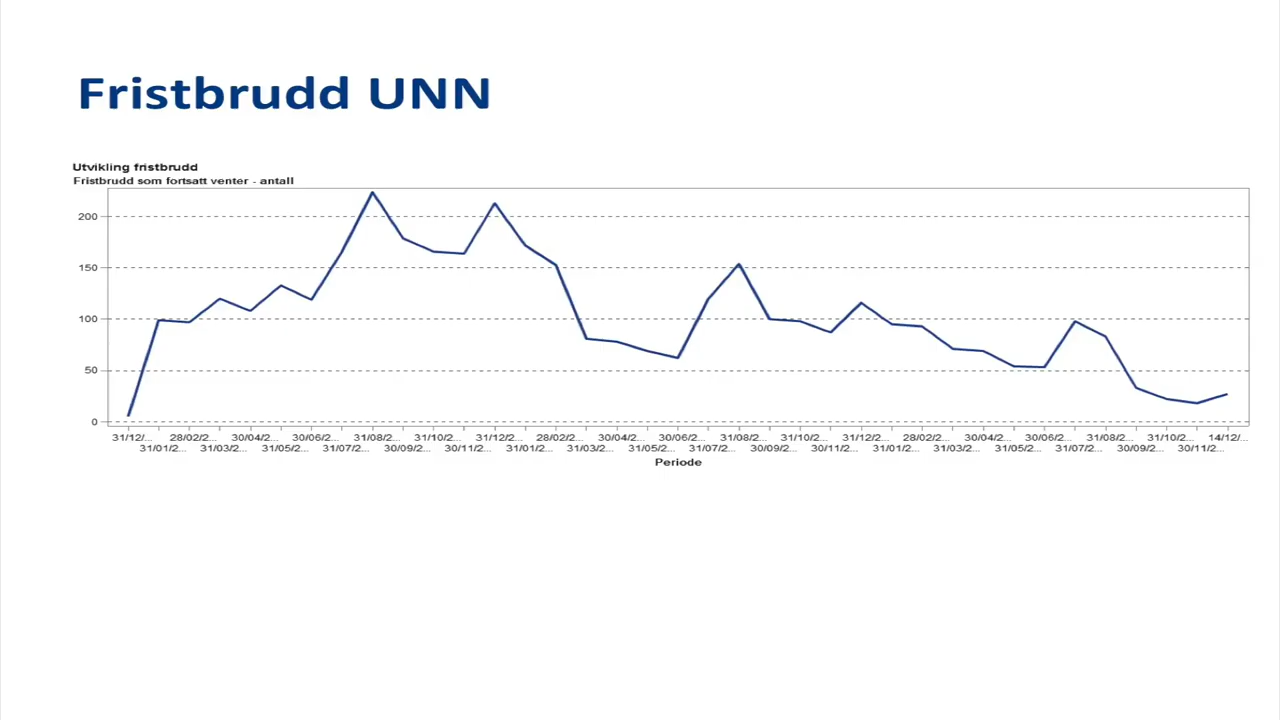 Fristbrudd UNN
Utvikling fristbrudd
Fristbrudd som fortsatt venter - antall
200
150
100
50
0
31/12/... 28/02/2... 30/04/2... 30/06/2... 31/08/2... 31/10/2... 31/12/2... 28/02/2... 30/04/2... 30/06/2... 31/08/2... 31/10/2... 31/12/2... 28/02/2... 30/04/2... 30/06/2... 31/08/2... 31/10/2... 14/12/...
31/01/2... 31/03/2... 31/05/2... 31/07/2... 30/09/2... 30/11/2... 31/01/2... 31/03/2... 31/05/2... 31/07/2... 30/09/2... 30/11/2... 31/01/2... 31/03/2... 31/05/2... 31/07/2... 30/09/2... 30/11/2...
Periode